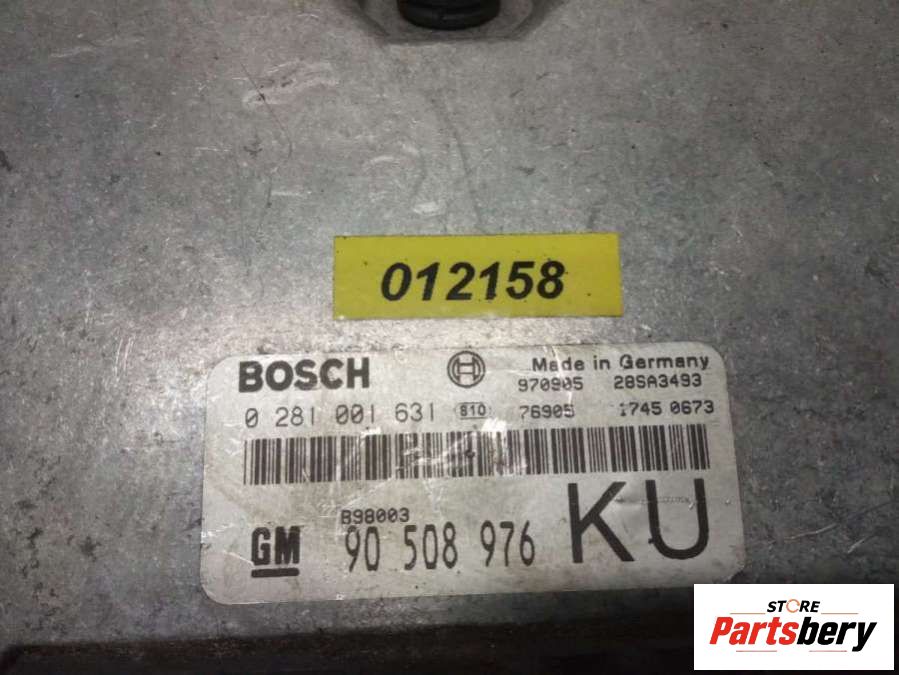 012158
BOSCH Made in Germany
970905 28SA3493
0 281 001 631 S10 76905 1745 0673
B98003
GM 90 508 976 KU
STORE
Partsbery